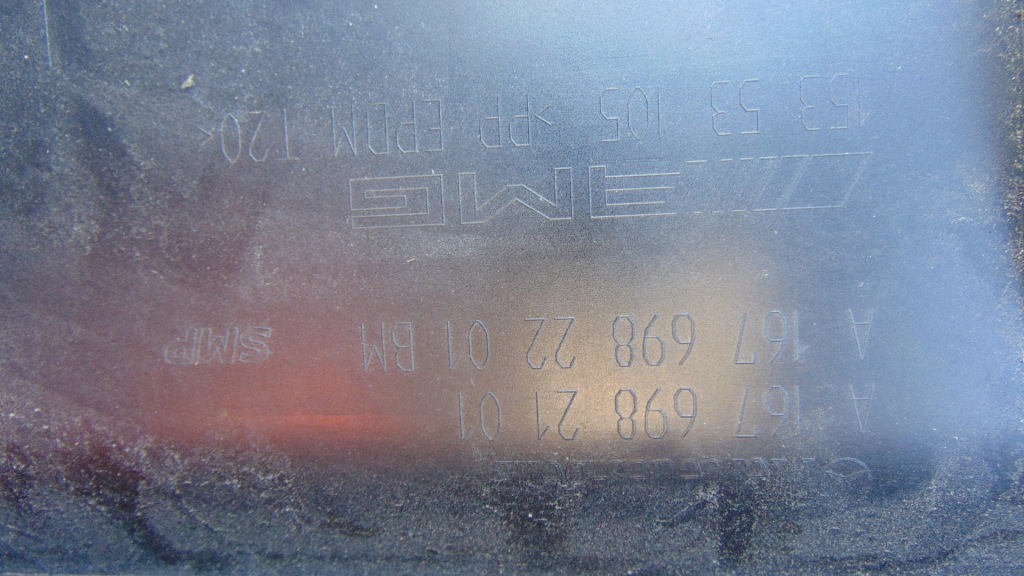 A 167 698 21 01
A 167 698 22 01 BM SMP
AMG
153 53 105 >PP EPDM T20<